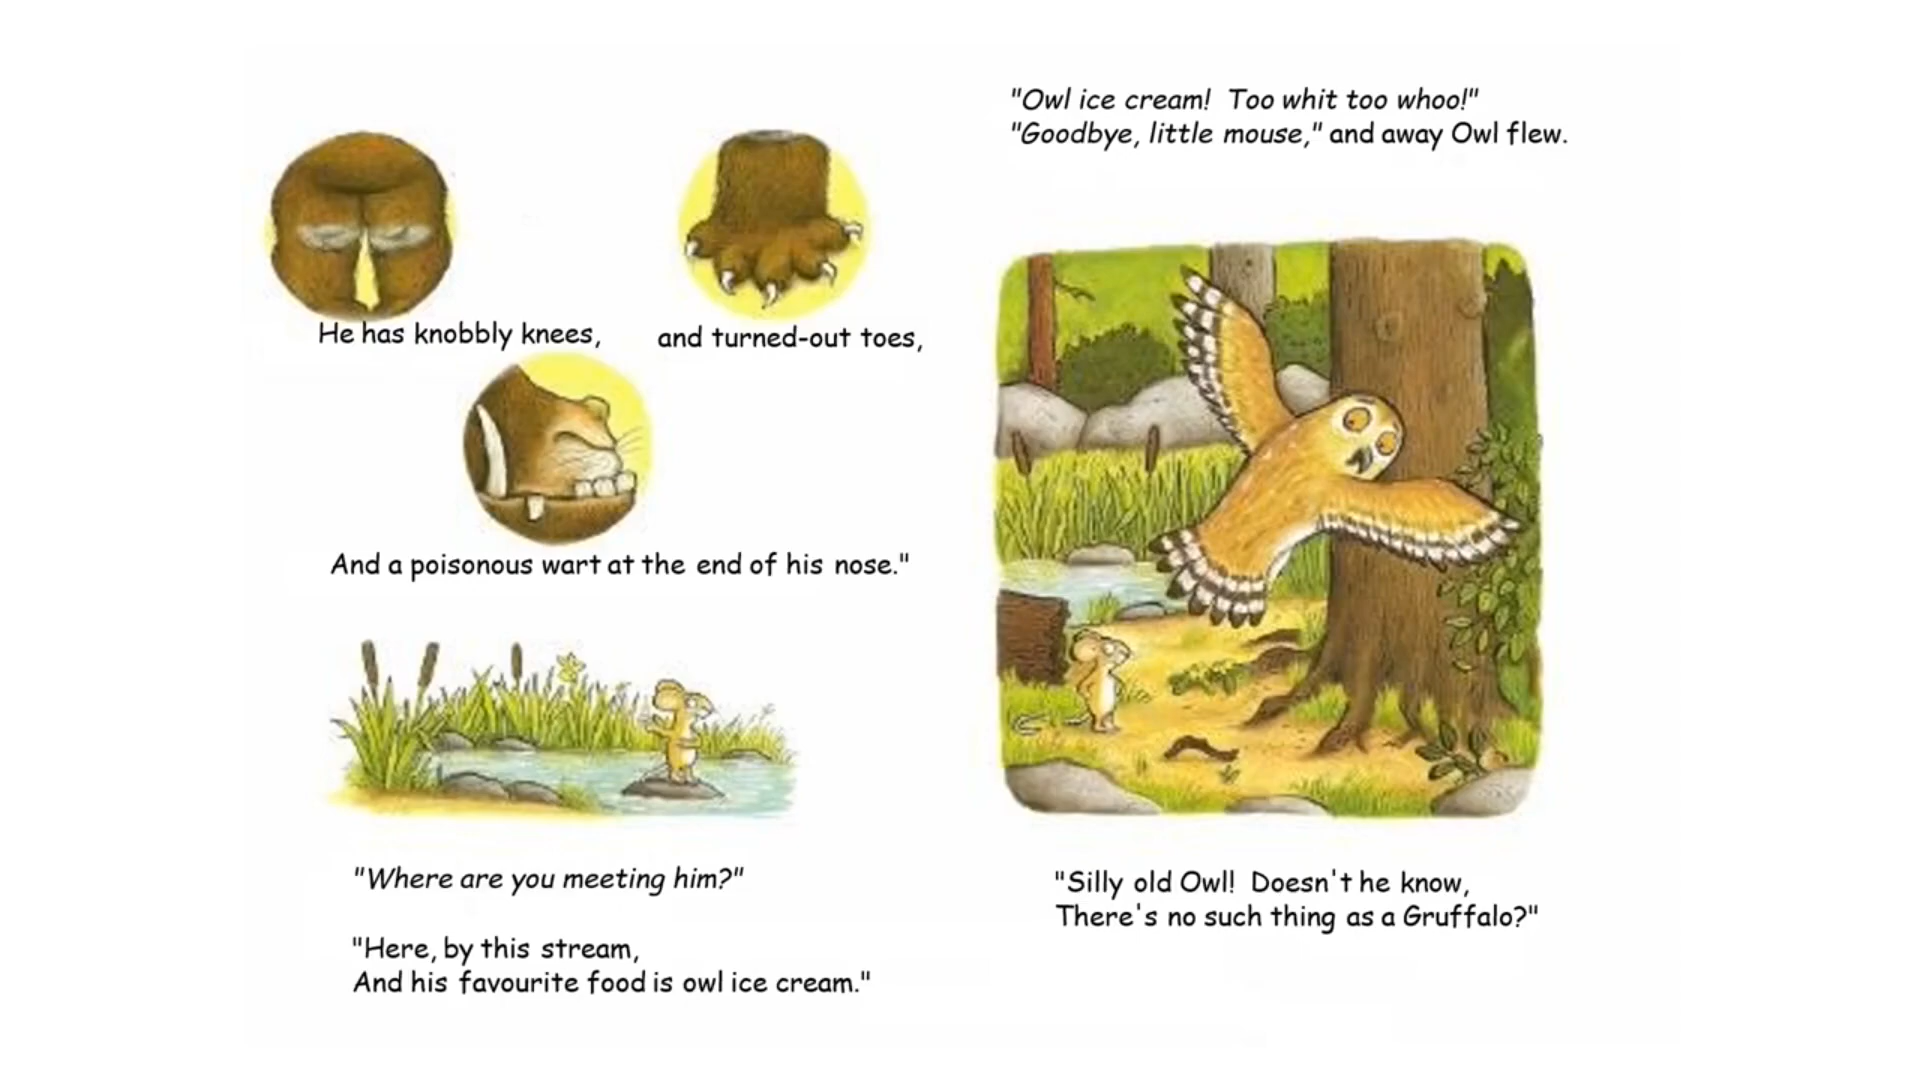 He has knobbly knees,
and turned-out toes,
And a poisonous wart at the end of his nose."
"Where are you meeting him?"
"Here, by this stream,
And his favourite food is owl ice cream."
"Owl ice cream!  Too whit too whoo!"
"Goodbye, little mouse," and away Owl flew.
"Silly old Owl!  Doesn't he know,
There's no such thing as a Gruffalo?"